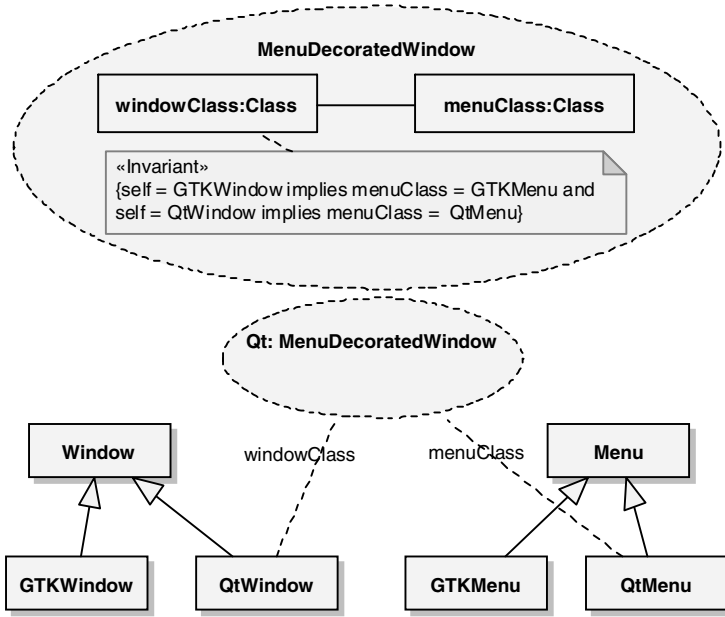 MenuDecoratedWindow
windowClass:Class
menuClass:Class
«Invariant»
{self = GTKWindow implies menuClass = GTKMenu and
self = QtWindow implies menuClass = QtMenu}
Qt: MenuDecoratedWindow
Window
windowClass
menuClass
Menu
GTKWindow
QtWindow
GTKMenu
QtMenu